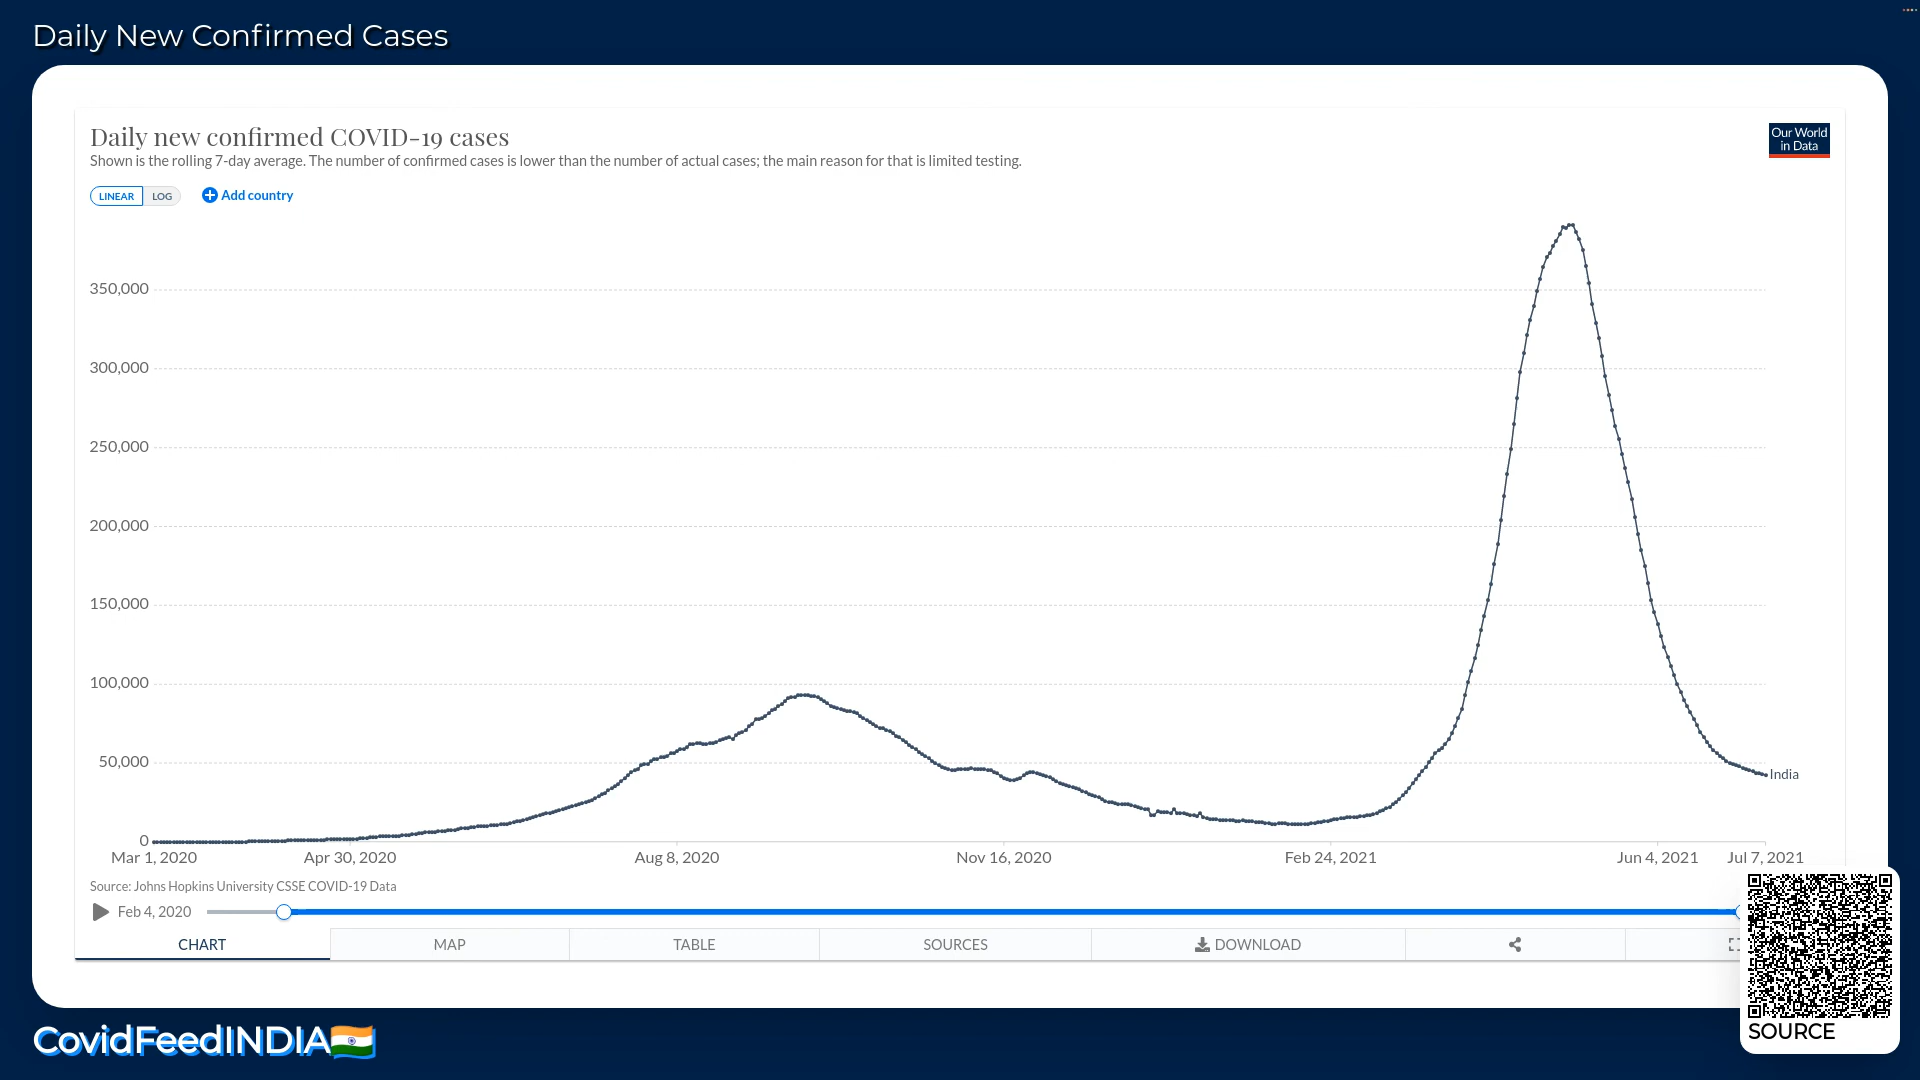 Daily New Confirmed Cases
Daily new confirmed COVID-19 cases
Shown is the rolling 7-day average. The number of confirmed cases is lower than the number of actual cases; the main reason for that is limited testing.
Our World
in Data
LINEAR LOG Add country
350,000
300,000
250,000
200,000
150,000
100,000
50,000
India
0
Mar 1, 2020 Apr 30, 2020 Aug 8, 2020 Nov 16, 2020 Feb 24, 2021 Jun 4, 2021 Jul 7, 2021
Source: Johns Hopkins University CSSE COVID-19 Data
Feb 4, 2020
CHART MAP TABLE SOURCES DOWNLOAD
SOURCE
CovidFeedINDIA